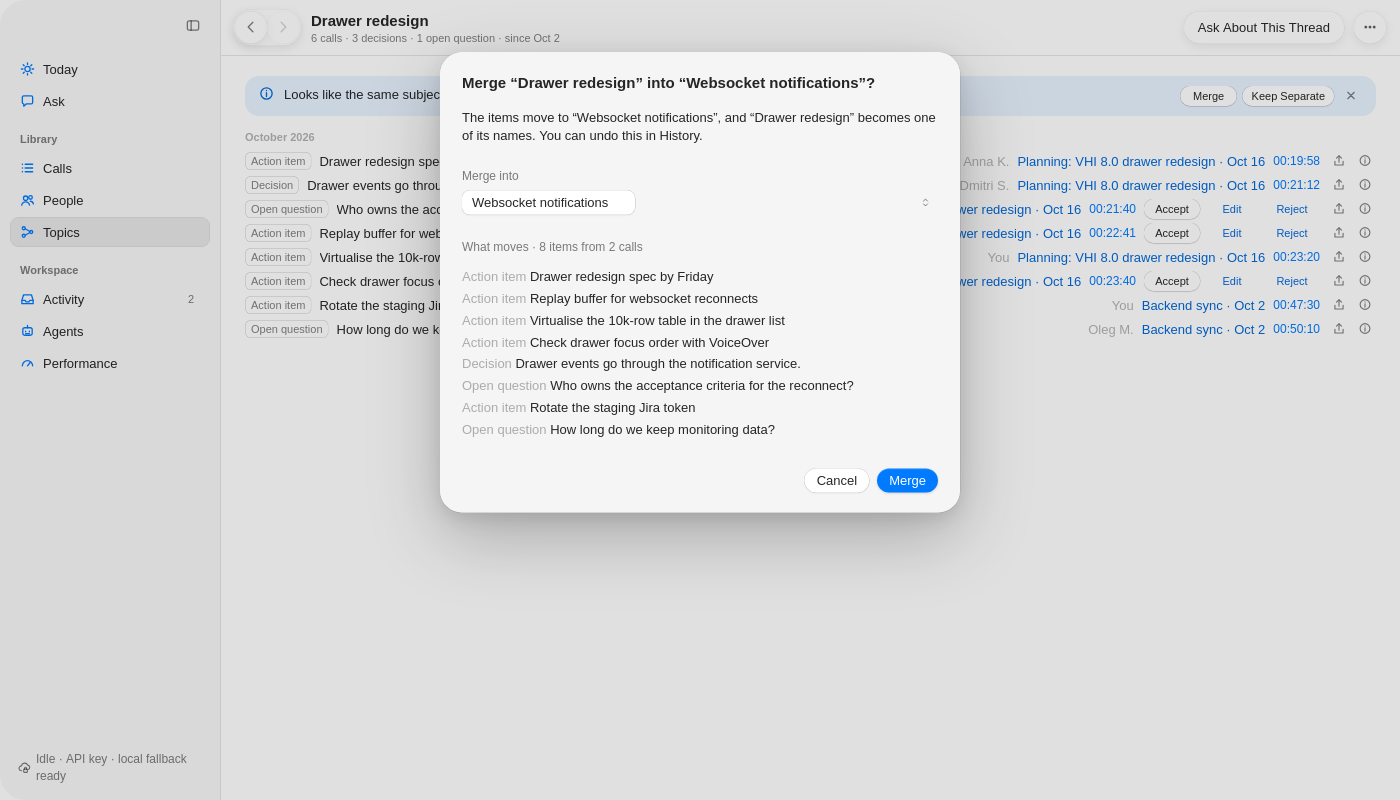 Drawer redesign
6 calls · 3 decisions · 1 open question · since Oct 2
Ask About This Thread
Today
Ask
Library
Calls
People
Topics
Workspace
Activity 2
Agents
Performance
Idle · API key · local fallback
ready
Looks like the same subjec
Merge
Keep Separate
October 2026
Action item Drawer redesign spe
Anna K. Planning: VHI 8.0 drawer redesign · Oct 16 00:19:58
Decision Drawer events go throu
Dmitri S. Planning: VHI 8.0 drawer redesign · Oct 16 00:21:12
Open question Who owns the acc
wer redesign · Oct 16 00:21:40 Accept Edit Reject
Action item Replay buffer for web
wer redesign · Oct 16 00:22:41 Accept Edit Reject
Action item Virtualise the 10k-row
You Planning: VHI 8.0 drawer redesign · Oct 16 00:23:20
Action item Check drawer focus o
wer redesign · Oct 16 00:23:40 Accept Edit Reject
Action item Rotate the staging Jir
You Backend sync · Oct 2 00:47:30
Open question How long do we k
Oleg M. Backend sync · Oct 2 00:50:10
Merge “Drawer redesign” into “Websocket notifications”?
The items move to “Websocket notifications”, and “Drawer redesign” becomes one
of its names. You can undo this in History.
Merge into
Websocket notifications
What moves · 8 items from 2 calls
Action item Drawer redesign spec by Friday
Action item Replay buffer for websocket reconnects
Action item Virtualise the 10k-row table in the drawer list
Action item Check drawer focus order with VoiceOver
Decision Drawer events go through the notification service.
Open question Who owns the acceptance criteria for the reconnect?
Action item Rotate the staging Jira token
Open question How long do we keep monitoring data?
Cancel
Merge